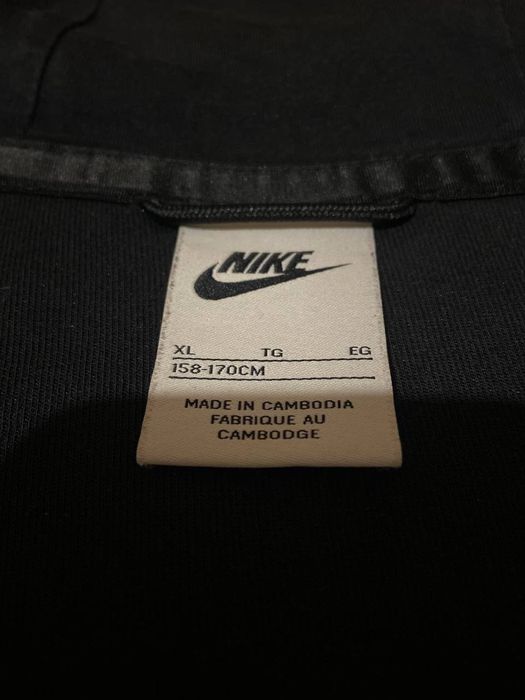 NIKE
XL TG EG
158-170CM
MADE IN CAMBODIA
FABRIQUE AU
CAMBODGE